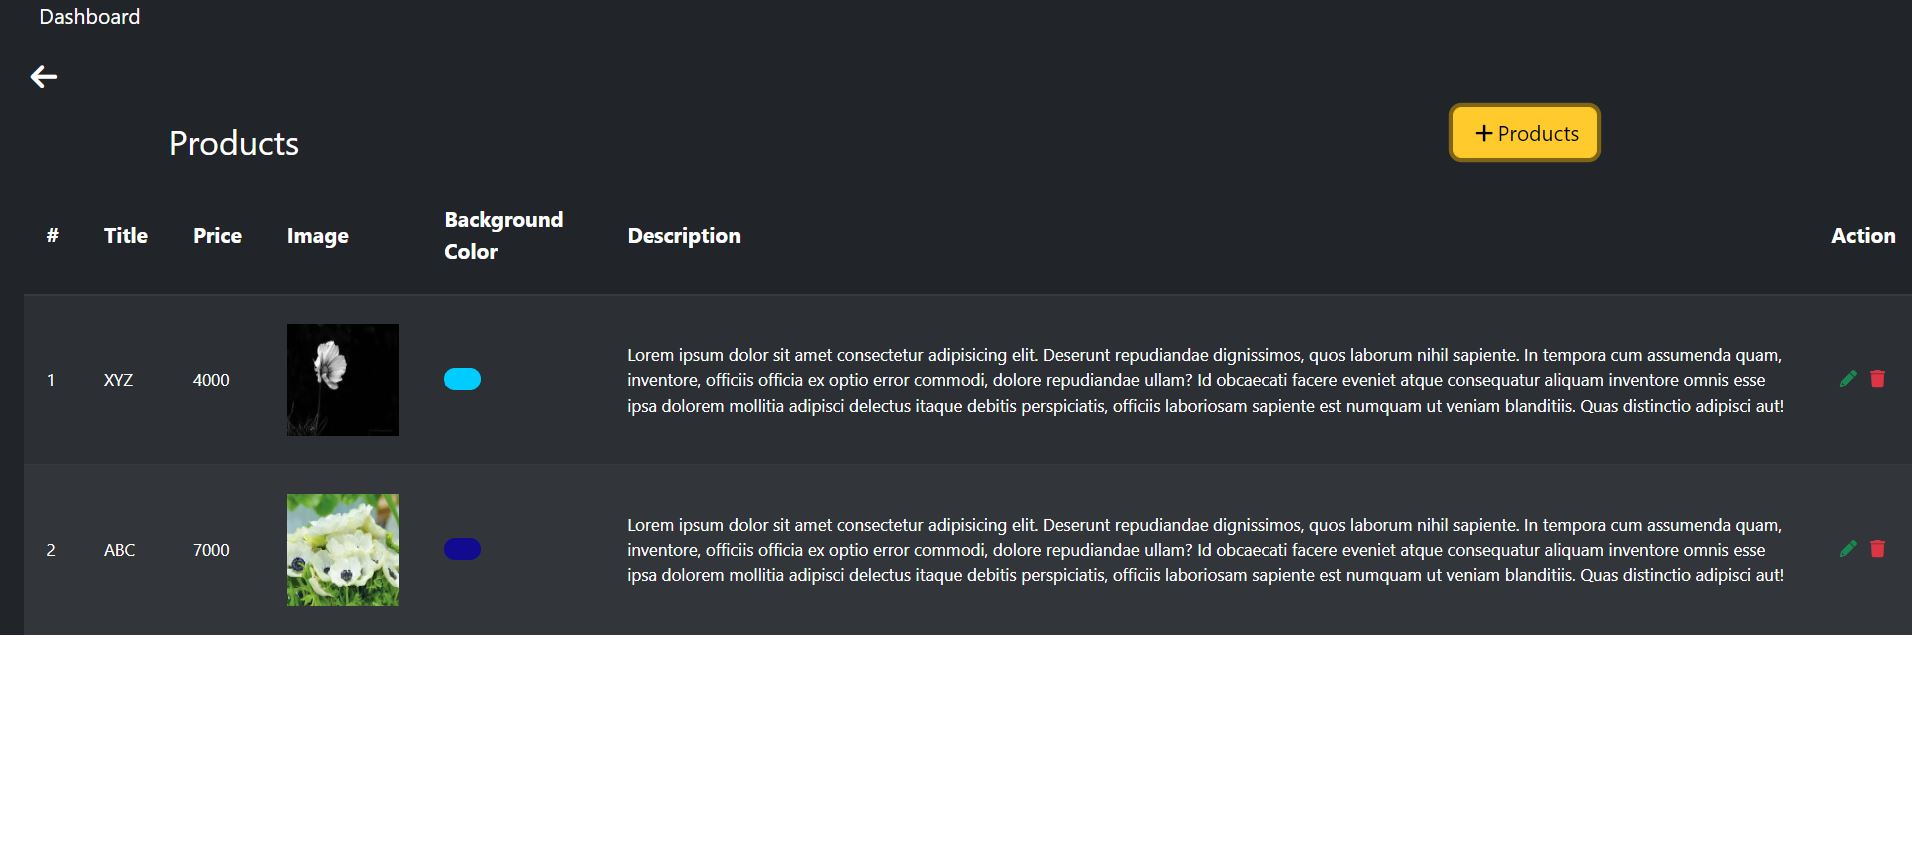 Dashboard
Products
+ Products
# Title Price Image Background Color Description Action
1 XYZ 4000 Lorem ipsum dolor sit amet consectetur adipisicing elit. Deserunt repudiandae dignissimos, quos laborum nihil sapiente. In tempora cum assumenda quam,
inventore, officiis officia ex optio error commodi, dolore repudiandae ullam? Id obcaecati facere eveniet atque consequatur aliquam inventore omnis esse
ipsa dolorem mollitia adipisci delectus itaque debitis perspiciatis, officiis laboriosam sapiente est numquam ut veniam blanditiis. Quas distinctio adipisci aut!
2 ABC 7000 Lorem ipsum dolor sit amet consectetur adipisicing elit. Deserunt repudiandae dignissimos, quos laborum nihil sapiente. In tempora cum assumenda quam,
inventore, officiis officia ex optio error commodi, dolore repudiandae ullam? Id obcaecati facere eveniet atque consequatur aliquam inventore omnis esse
ipsa dolorem mollitia adipisci delectus itaque debitis perspiciatis, officiis laboriosam sapiente est numquam ut veniam blanditiis. Quas distinctio adipisci aut!